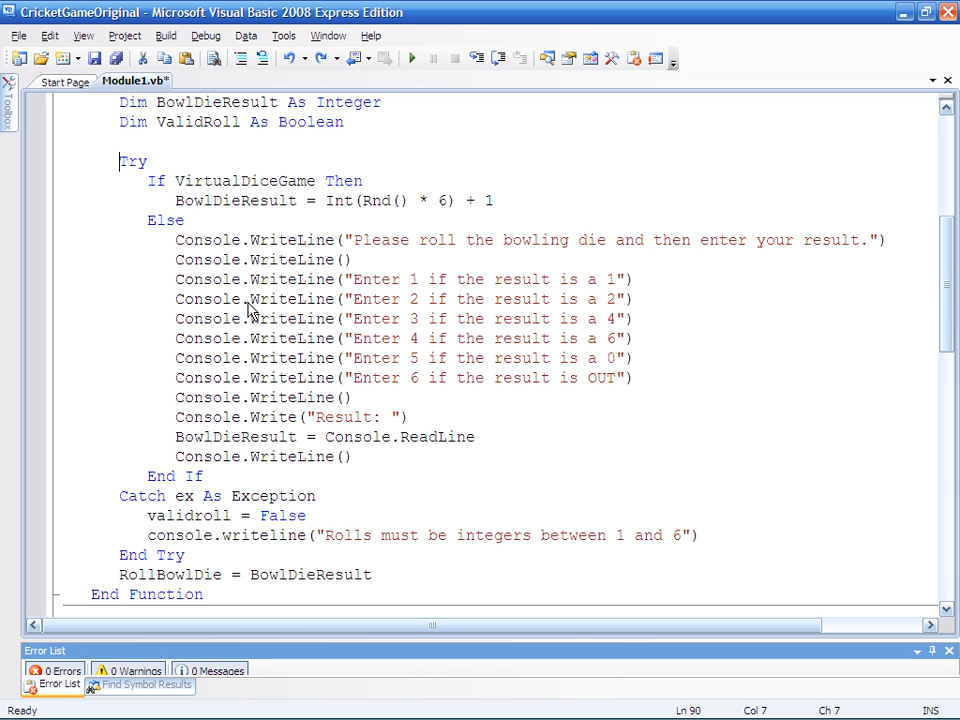 CricketGameOriginal - Microsoft Visual Basic 2008 Express Edition
File Edit View Project Build Debug Data Tools Window Help
Start Page Module1.vb*
Toolbox
Dim BowlDieResult As Integer
Dim ValidRoll As Boolean
Try
If VirtualDiceGame Then
BowlDieResult = Int(Rnd() * 6) + 1
Else
Console.WriteLine("Please roll the bowling die and then enter your result.")
Console.WriteLine()
Console.WriteLine("Enter 1 if the result is a 1")
Console.WriteLine("Enter 2 if the result is a 2")
Console.WriteLine("Enter 3 if the result is a 4")
Console.WriteLine("Enter 4 if the result is a 6")
Console.WriteLine("Enter 5 if the result is a 0")
Console.WriteLine("Enter 6 if the result is OUT")
Console.WriteLine()
Console.Write("Result: ")
BowlDieResult = Console.ReadLine
Console.WriteLine()
End If
Catch ex As Exception
validroll = False
console.writeline("Rolls must be integers between 1 and 6")
End Try
RollBowlDie = BowlDieResult
End Function
Error List
0 Errors 0 Warnings 0 Messages
Error List Find Symbol Results
Ready Ln 90 Col 7 Ch 7 INS